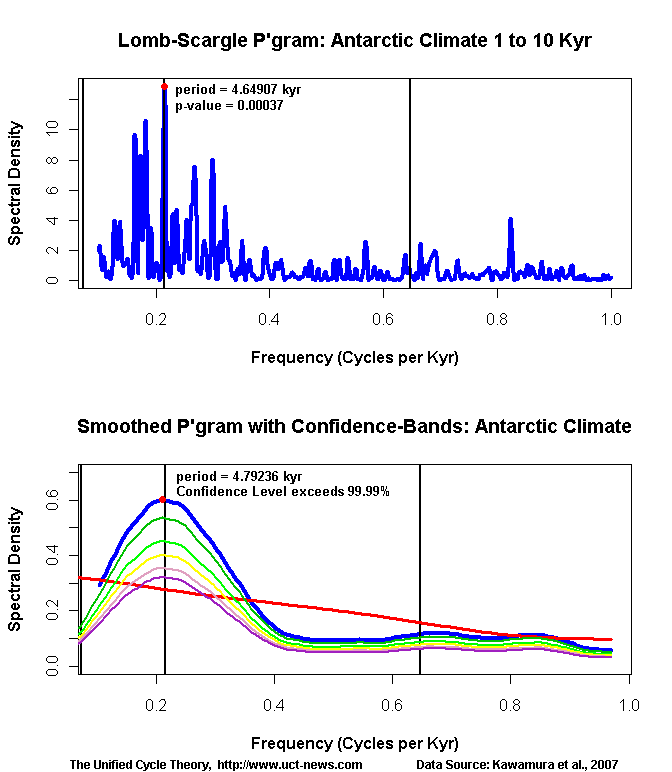 Lomb-Scargle P'gram: Antarctic Climate 1 to 10 Kyr
period = 4.64907 kyr
p-value = 0.00037
Spectral Density
0 2 4 6 8 10
0.2 0.4 0.6 0.8 1.0
Frequency (Cycles per Kyr)
Smoothed P'gram with Confidence-Bands: Antarctic Climate
period = 4.79236 kyr
Confidence Level exceeds 99.99%
Spectral Density
0.0 0.2 0.4 0.6
0.2 0.4 0.6 0.8 1.0
Frequency (Cycles per Kyr)
The Unified Cycle Theory, http://www.uct-news.com
Data Source: Kawamura et al., 2007